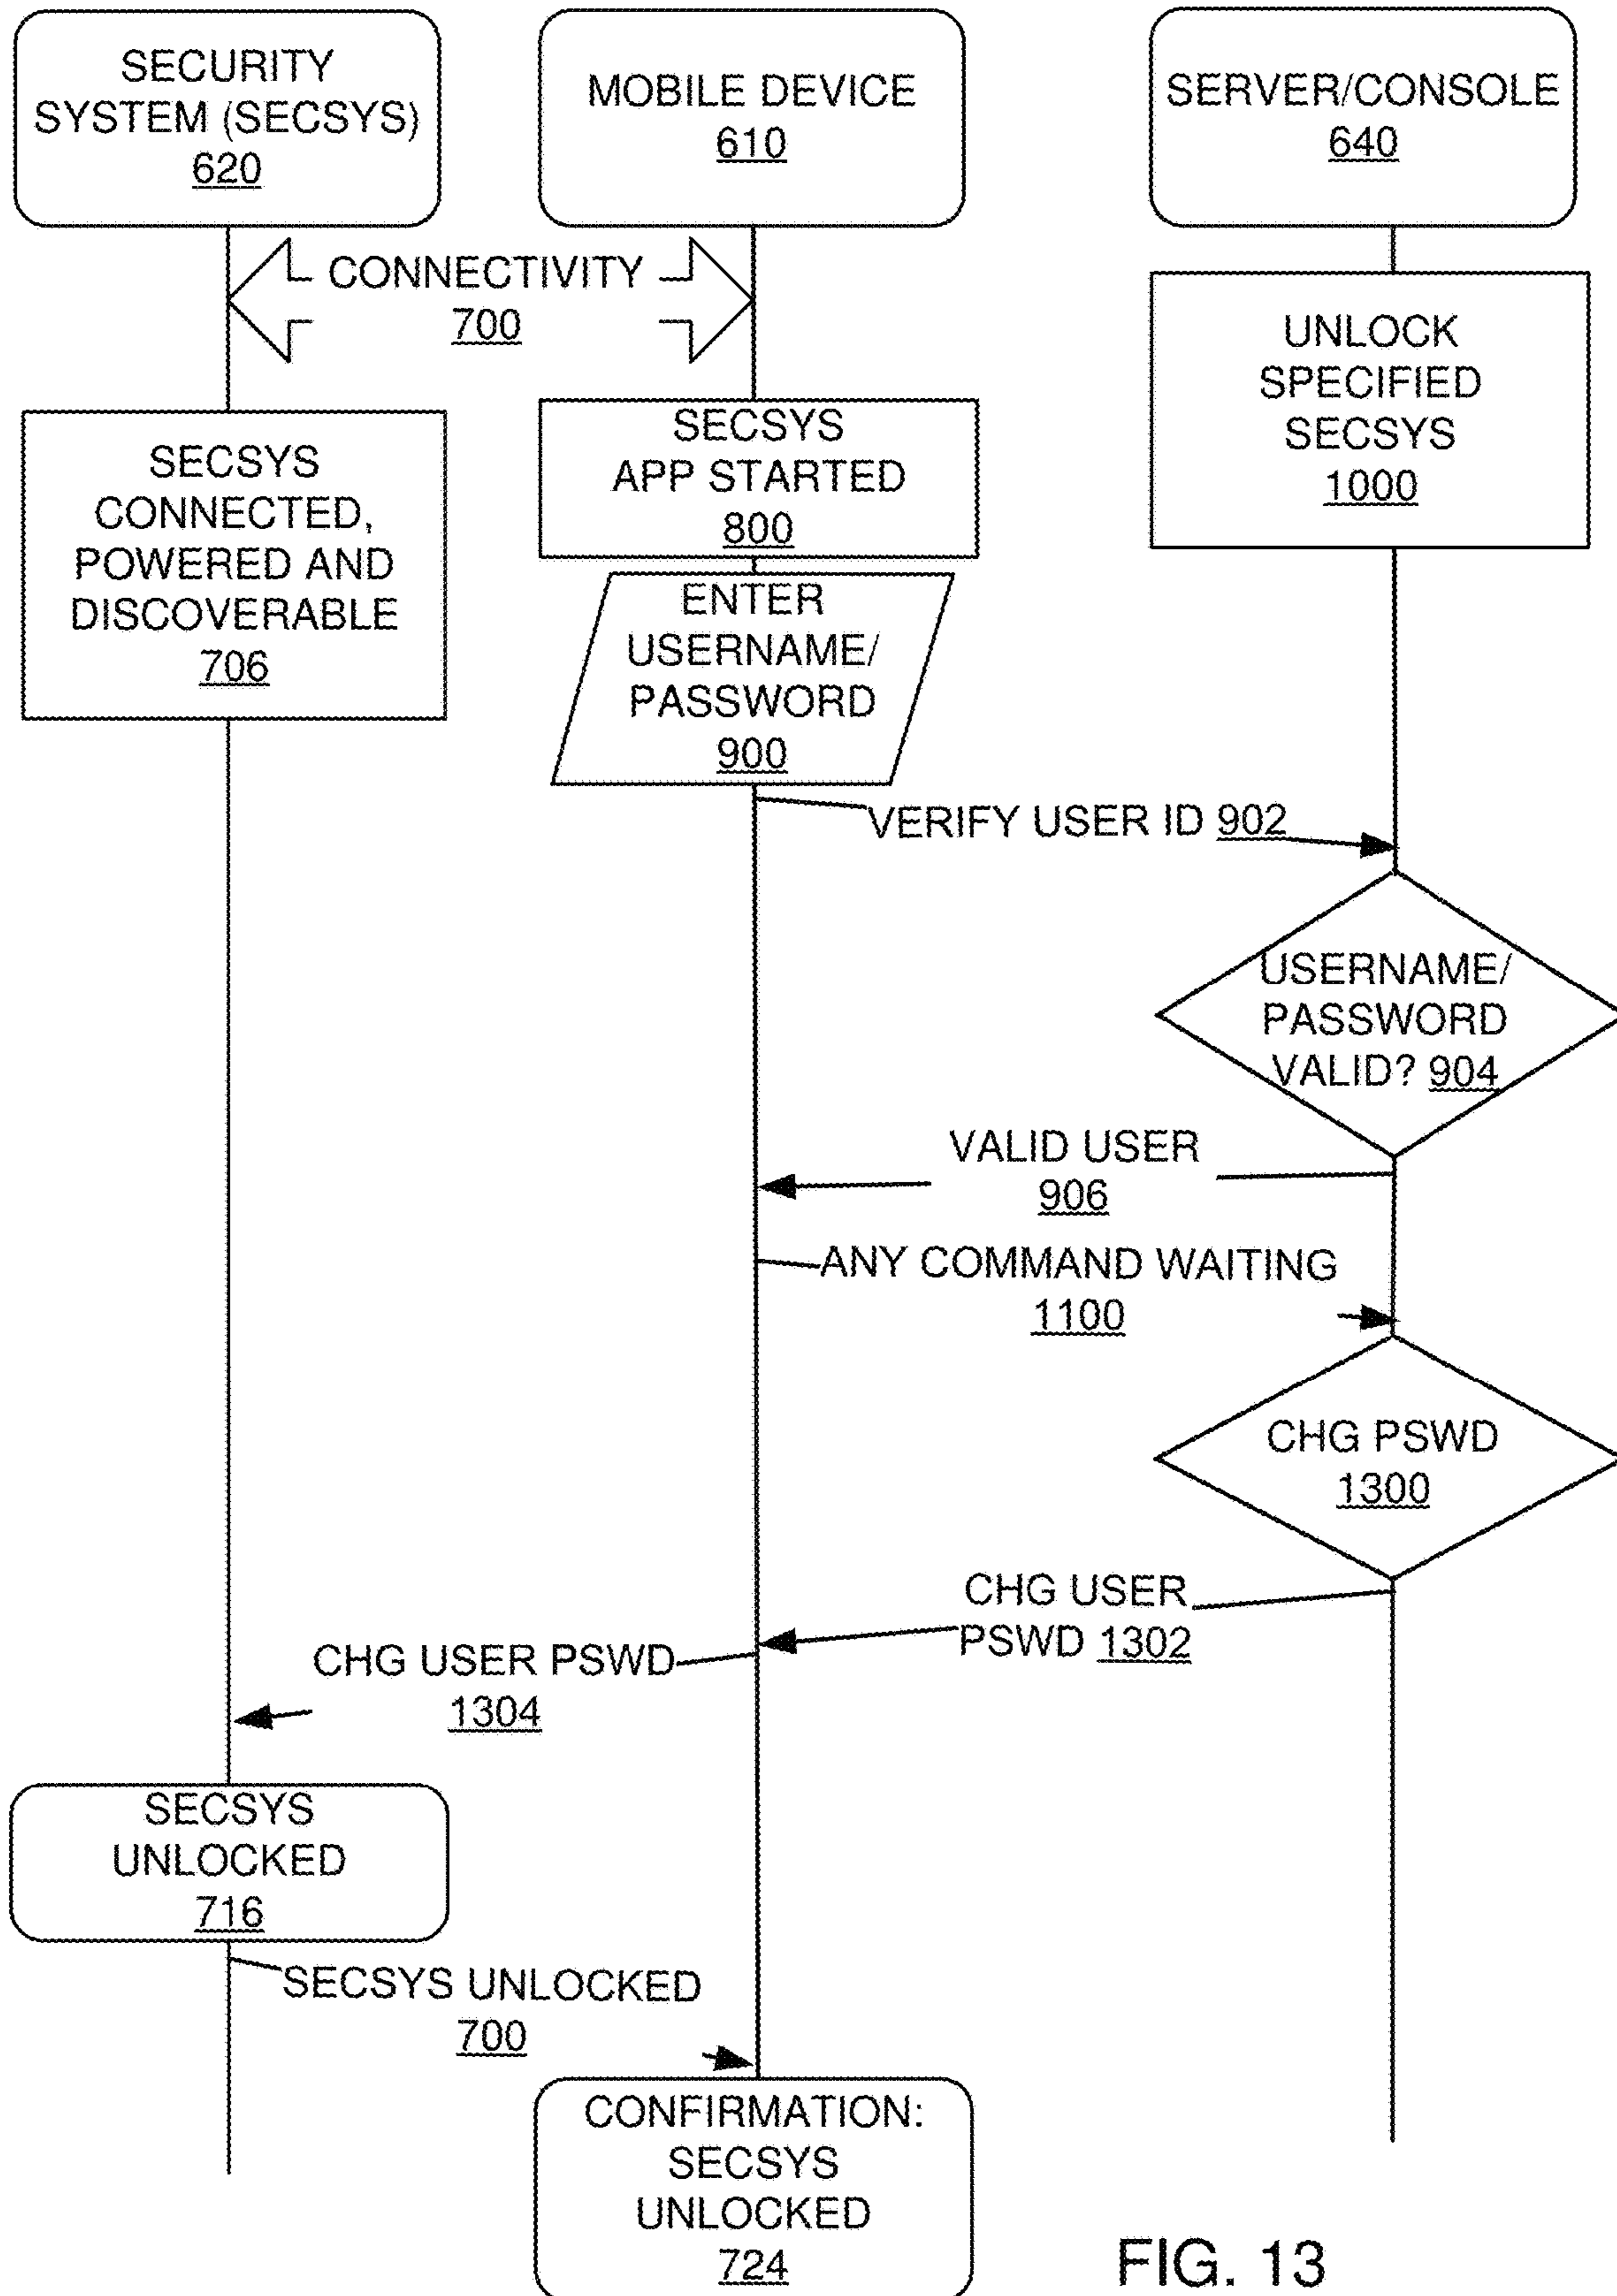 SECURITY
SYSTEM (SECSYS)
620
MOBILE DEVICE
610
SERVER/CONSOLE
640
CONNECTIVITY
700
UNLOCK
SPECIFIED
SECSYS
1000
SECSYS
CONNECTED,
POWERED AND
DISCOVERABLE
706
SECSYS
APP STARTED
800
ENTER
USERNAME/
PASSWORD
900
VERIFY USER ID 902
USERNAME/
PASSWORD
VALID? 904
VALID USER
906
ANY COMMAND WAITING
1100
CHG PSWD
1300
CHG USER
PSWD 1302
CHG USER PSWD
1304
SECSYS
UNLOCKED
716
SECSYS UNLOCKED
700
CONFIRMATION:
SECSYS
UNLOCKED
724
FIG. 13